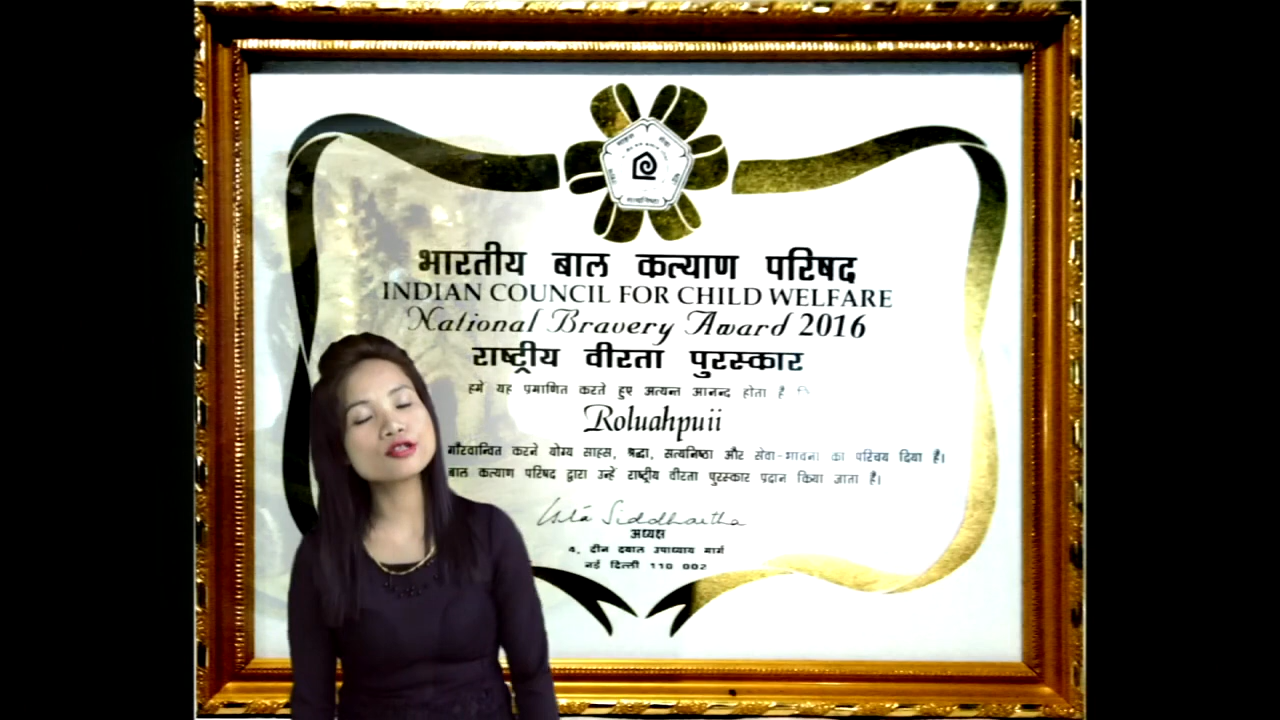 भारतीय बाल कल्याण परिषद
INDIAN COUNCIL FOR CHILD WELFARE
National Bravery Award 2016
राष्ट्रीय वीरता पुरस्कार
हमें यह प्रमाणित करते हुए अत्यन्त आनन्द होता है
Roluahpuii
गौरवान्वित करने योग्य साहस, श्रद्धा, सत्यनिष्ठा और सेवा-भावना का परिचय दिया है।
बाल कल्याण परिषद द्वारा उन्हें राष्ट्रीय वीरता पुरस्कार प्रदान किया जाता है।
Siddhartha
अध्यक्ष
4, दीन दयाल उपाध्याय मार्ग
नई दिल्ली 110 002